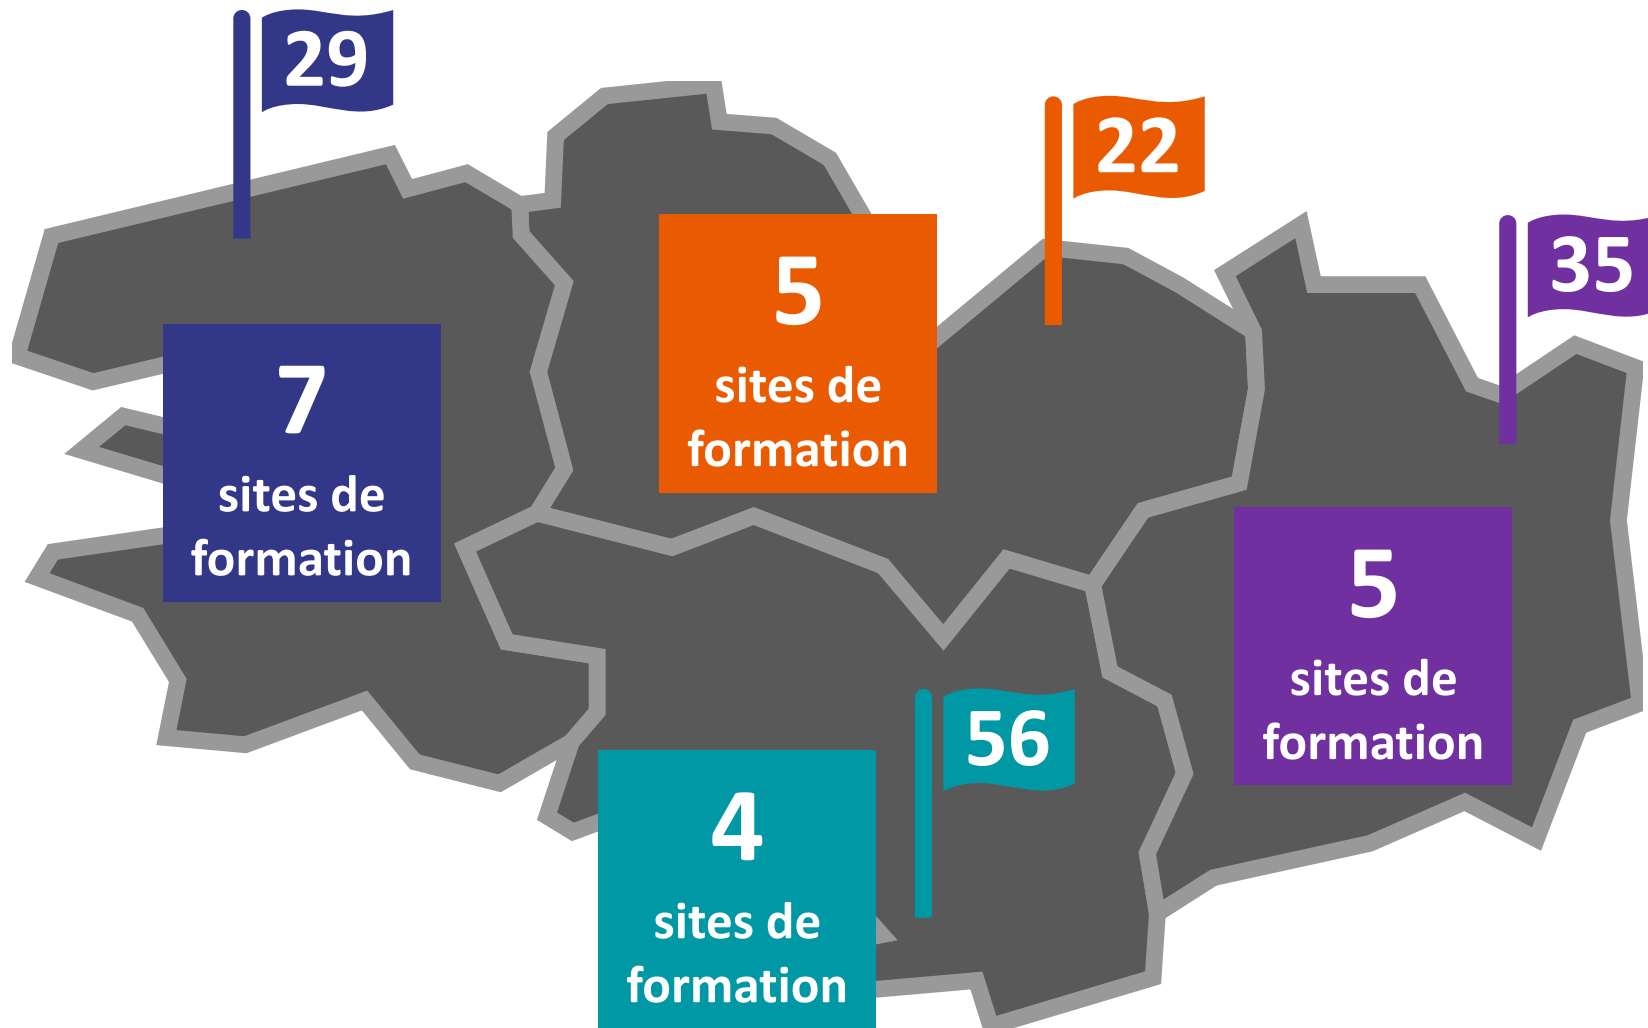 29
7
sites de
formation
22
5
sites de
formation
35
5
sites de
formation
56
4
sites de
formation